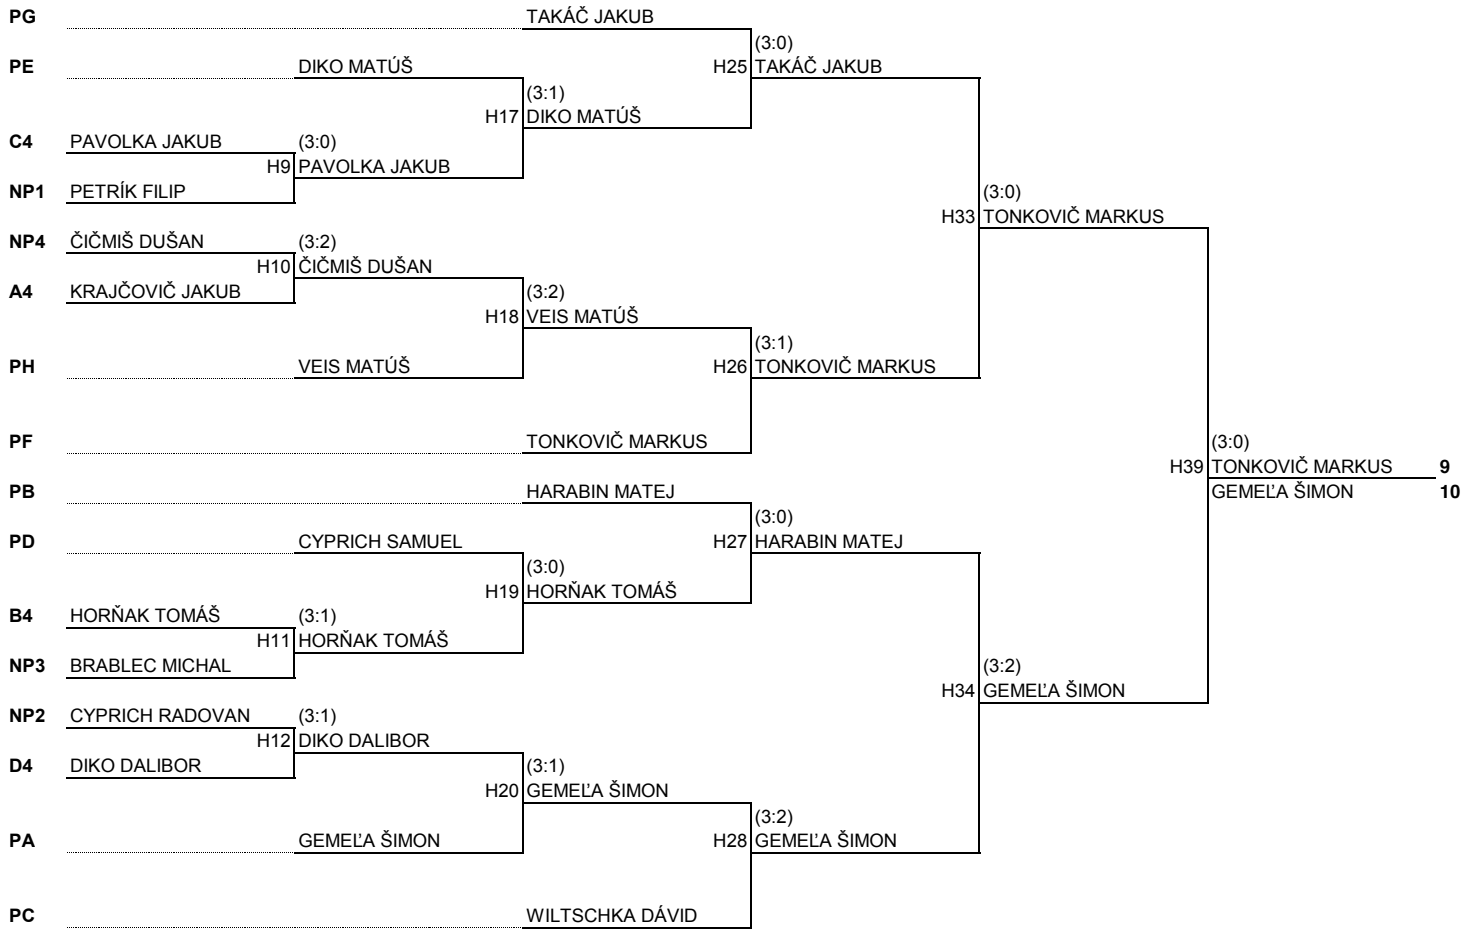 PG TAKÁČ JAKUB
(3:0)
PE DIKO MATÚŠ H25 TAKÁČ JAKUB
(3:1)
H17 DIKO MATÚŠ
C4 PAVOLKA JAKUB (3:0)
H9 PAVOLKA JAKUB
NP1 PETRÍK FILIP (3:0)
H33 TONKOVIČ MARKUS
NP4 ČIČMIŠ DUŠAN (3:2)
H10 ČIČMIŠ DUŠAN
A4 KRAJČOVIČ JAKUB (3:2)
H18 VEIS MATÚŠ
(3:1)
PH VEIS MATÚŠ H26 TONKOVIČ MARKUS
PF TONKOVIČ MARKUS (3:0)
H39 TONKOVIČ MARKUS 9
PB HARABIN MATEJ GEMEĽA ŠIMON 10
(3:0)
PD CYPRICH SAMUEL H27 HARABIN MATEJ
(3:0)
H19 HORŇAK TOMÁŠ
B4 HORŇAK TOMÁŠ (3:1)
H11 HORŇAK TOMÁŠ
NP3 BRABLEC MICHAL (3:2)
H34 GEMEĽA ŠIMON
NP2 CYPRICH RADOVAN (3:1)
H12 DIKO DALIBOR
D4 DIKO DALIBOR (3:1)
H20 GEMEĽA ŠIMON
(3:2)
PA GEMEĽA ŠIMON H28 GEMEĽA ŠIMON
PC WILTSCHKA DÁVID